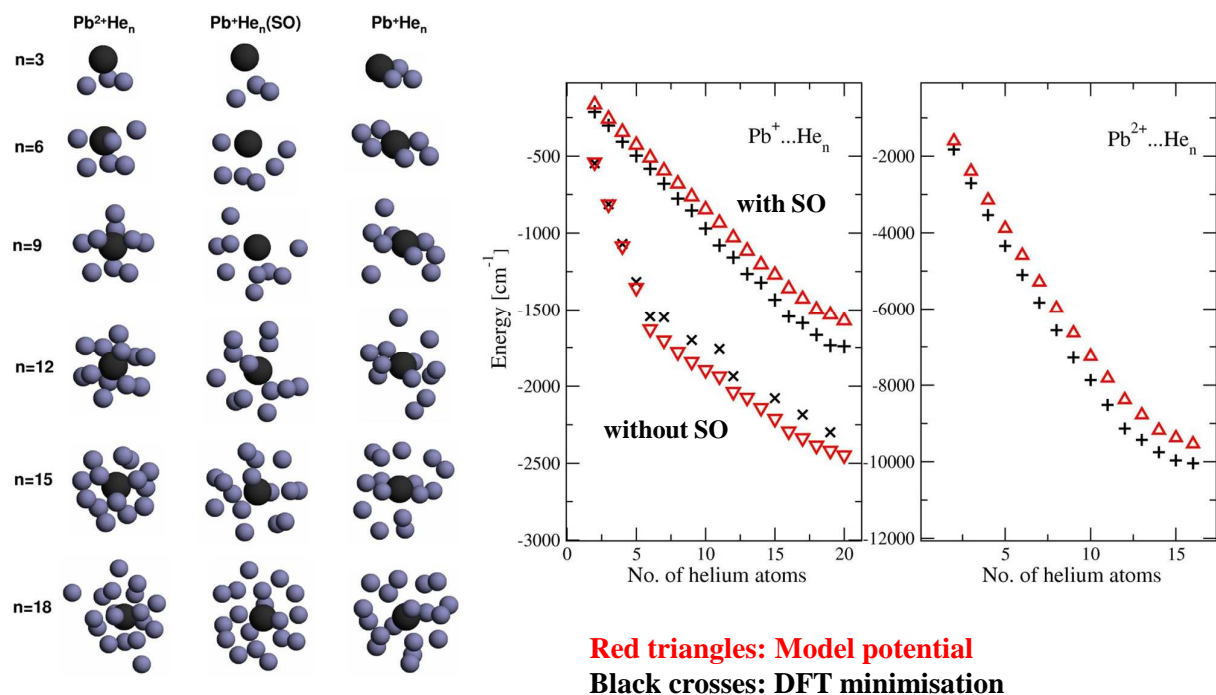 Pb²⁺Heₙ Pb⁺Heₙ(SO) Pb⁺Heₙ
n=3
n=6
n=9
n=12
n=15
n=18
Energy [cm⁻¹]
-500
-1000
-1500
-2000
-2500
-3000
0 5 10 15 20
No. of helium atoms
Pb⁺...Heₙ
with SO
without SO
-2000
-4000
-6000
-8000
-10000
-12000
5 10 15
No. of helium atoms
Pb²⁺...Heₙ
Red triangles: Model potential
Black crosses: DFT minimisation